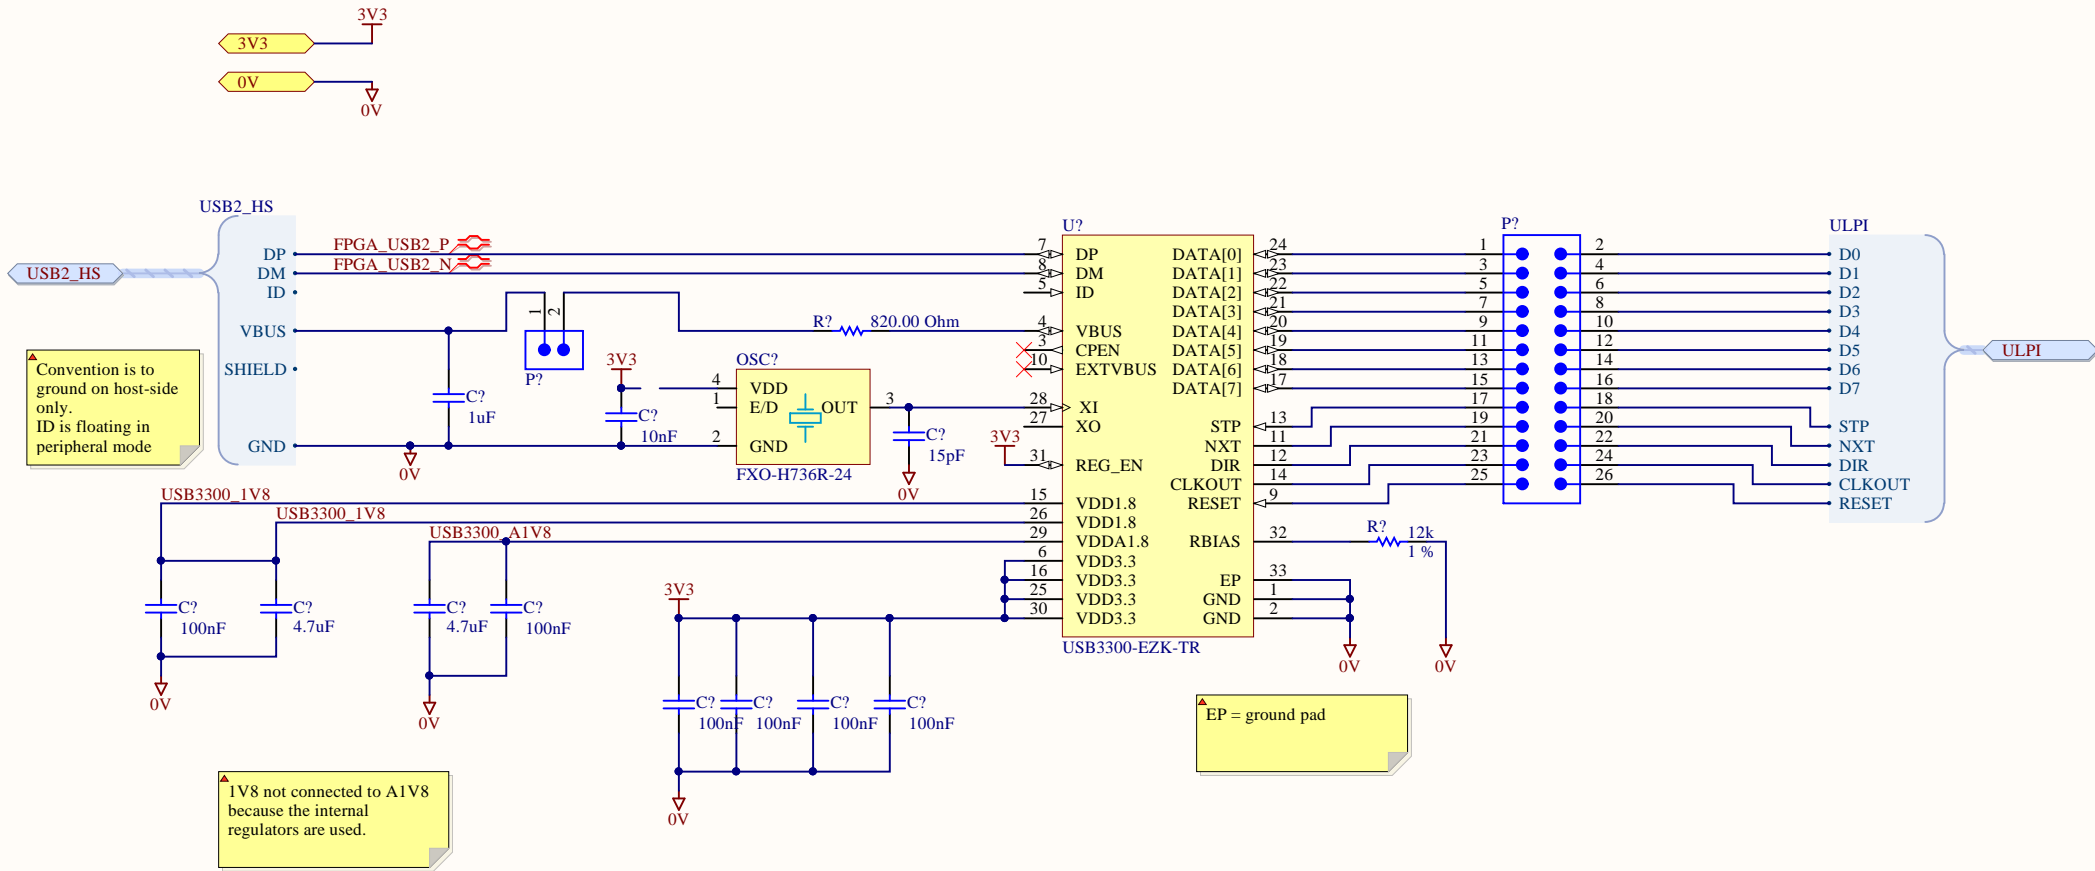 3V3
3V3
0V
0V
USB2_HS
USB2_HS
DP
DM
ID
VBUS
SHIELD
GND
FPGA_USB2_P
FPGA_USB2_N
Convention is to
ground on host-side
only.
ID is floating in
peripheral mode
C?
1uF
0V
1
2
P?
3V3
C?
10nF
R?
820.00 Ohm
OSC?
4
VDD
1
E/D
OUT
3
2
GND
FXO-H736R-24
C?
15pF
0V
3V3
U?
7
DP
8
DM
5
ID
4
VBUS
3
CPEN
10
EXTVBUS
28
XI
27
XO
31
REG_EN
15
VDD1.8
26
VDD1.8
29
VDDA1.8
6
VDD3.3
16
VDD3.3
25
VDD3.3
30
VDD3.3
DATA[0]
24
DATA[1]
23
DATA[2]
22
DATA[3]
21
DATA[4]
20
DATA[5]
19
DATA[6]
18
DATA[7]
17
STP
13
NXT
11
DIR
12
CLKOUT
14
RESET
9
RBIAS
32
EP
33
GND
1
GND
2
USB3300-EZK-TR
R?
12k
1 %
0V
0V
P?
1
2
3
4
5
6
7
8
9
10
11
12
13
14
15
16
17
18
19
20
21
22
23
24
25
26
ULPI
D0
D1
D2
D3
D4
D5
D6
D7
STP
NXT
DIR
CLKOUT
RESET
ULPI
USB3300_1V8
USB3300_1V8
USB3300_A1V8
C?
100nF
C?
4.7uF
0V
C?
4.7uF
C?
100nF
0V
3V3
C?
100nF
C?
100nF
C?
100nF
C?
100nF
0V
EP = ground pad
1V8 not connected to A1V8
because the internal
regulators are used.